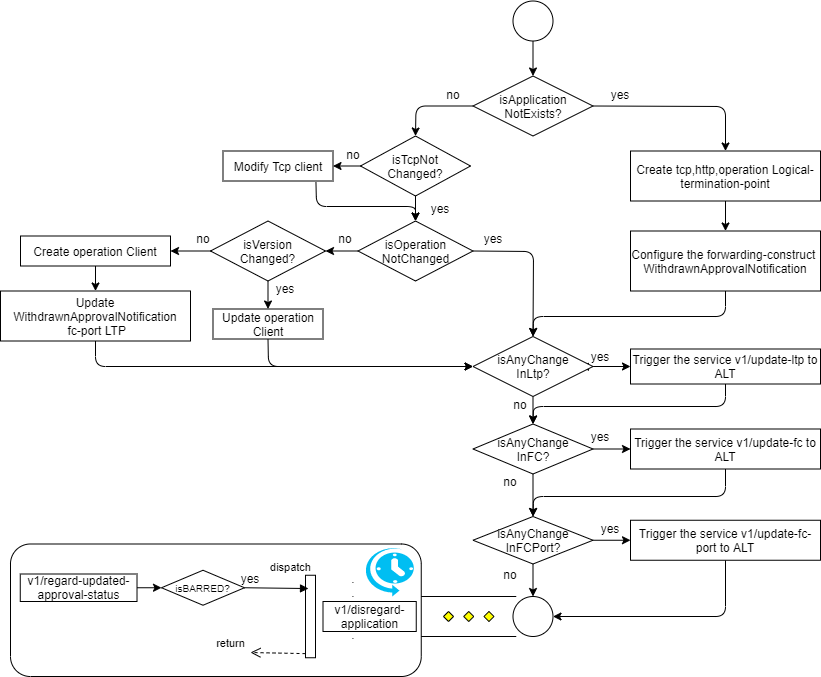 isApplication
NotExists?
no
yes
isTcpNot
Changed?
no
Modify Tcp client
yes
Create tcp,http,operation Logical-
termination-point
isOperation
NotChanged
no
yes
isVersion
Changed?
no
yes
Create operation Client
Update
WithdrawnApprovalNotification
fc-port LTP
Update operation
Client
Configure the forwarding-construct
WithdrawnApprovalNotification
isAnyChange
InLtp?
yes
no
Trigger the service v1/update-ltp to
ALT
isAnyChange
InFC?
yes
no
Trigger the service v1/update-fc to
ALT
isAnyChange
InFCPort?
yes
no
Trigger the service v1/update-fc-
port to ALT
v1/regard-updated-
approval-status
isBARRED?
yes
dispatch
return
v1/disregard-
application